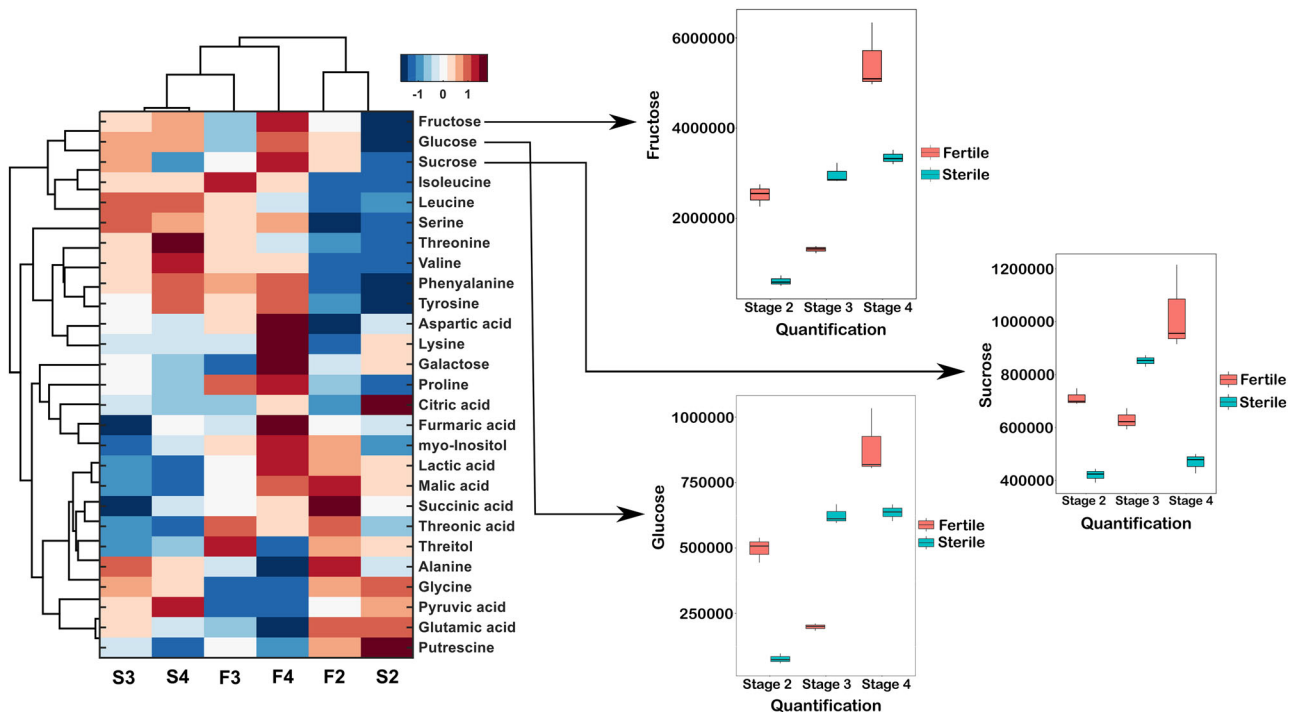 -1 0 1
Fructose
Glucose
Sucrose
Isoleucine
Leucine
Serine
Threonine
Valine
Phenyalanine
Tyrosine
Aspartic acid
Lysine
Galactose
Proline
Citric acid
Furmaric acid
myo-Inositol
Lactic acid
Malic acid
Succinic acid
Threonic acid
Threitol
Alanine
Glycine
Pyruvic acid
Glutamic acid
Putrescine
S3 S4 F3 F4 F2 S2
Fructose
6000000
4000000
2000000
Stage 2 Stage 3 Stage 4
Quantification
Fertile
Sterile
Glucose
1000000
750000
500000
250000
Stage 2 Stage 3 Stage 4
Quantification
Fertile
Sterile
Sucrose
1200000
1000000
800000
600000
400000
Stage 2 Stage 3 Stage 4
Quantification
Fertile
Sterile